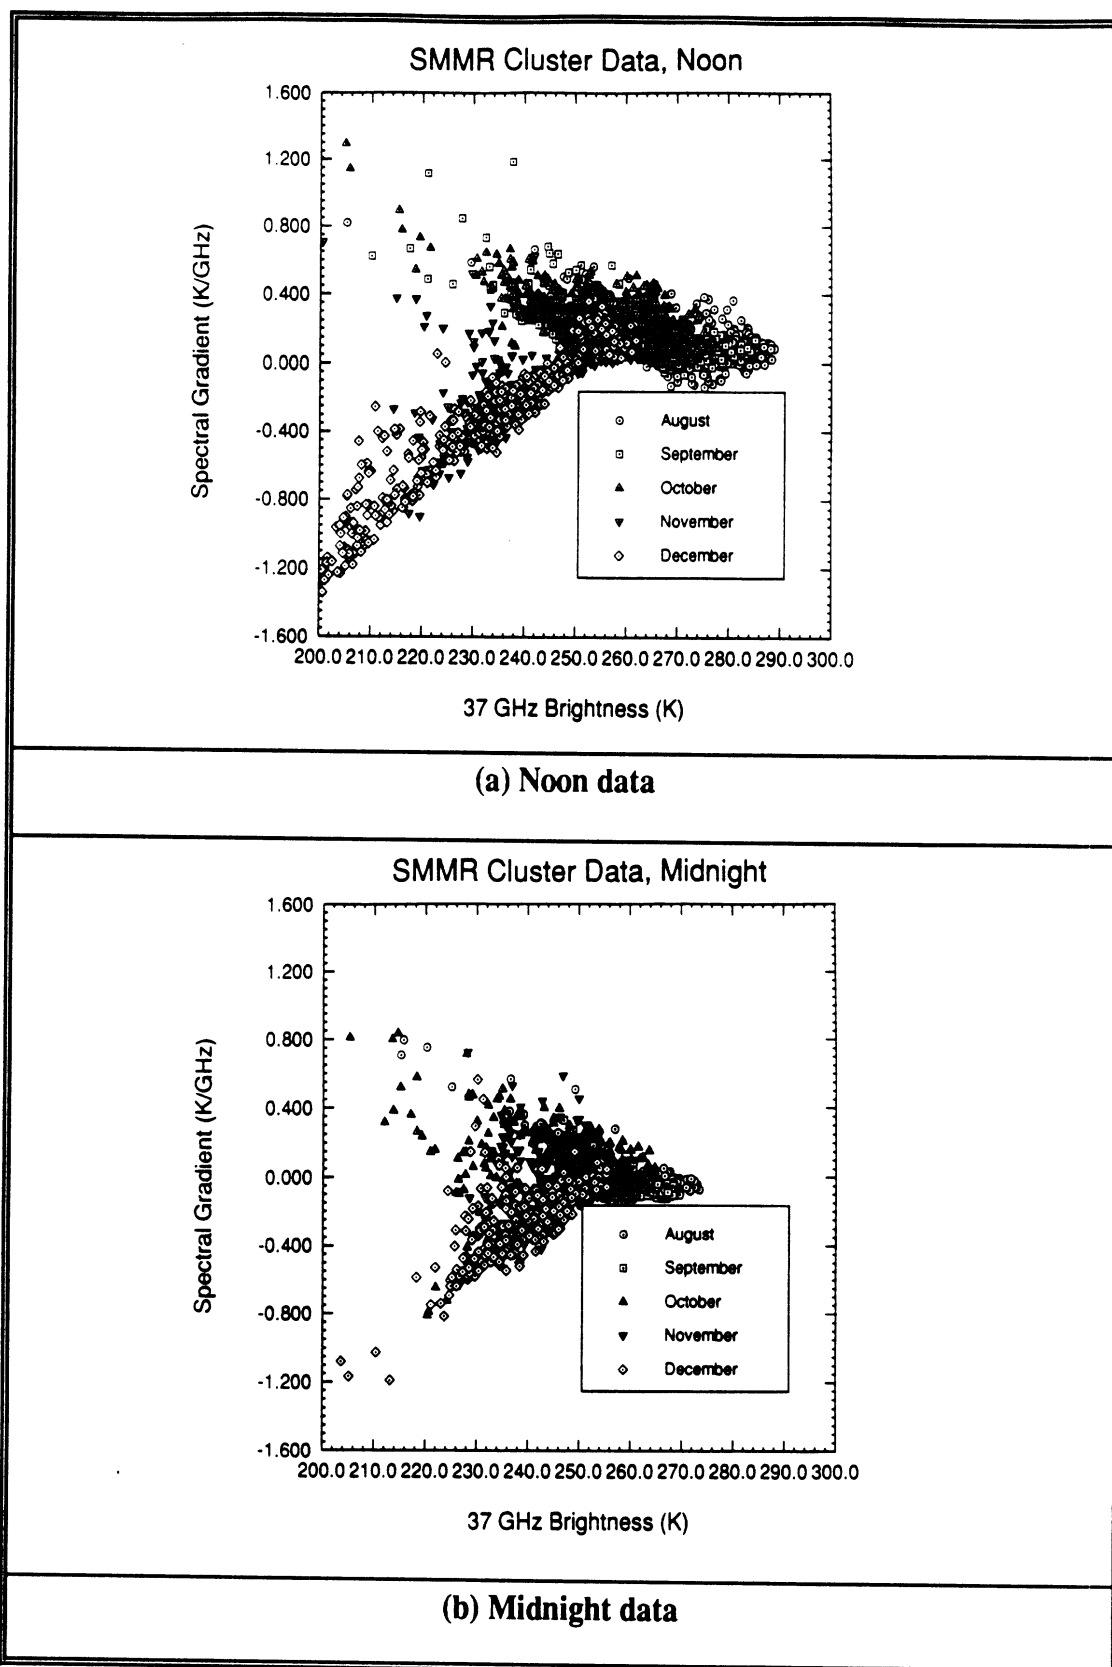 SMMR Cluster Data, Noon
1.600
1.200
0.800
0.400
0.000
-0.400
-0.800
-1.200
-1.600
Spectral Gradient (K/GHz)
August
September
October
November
December
200.0 210.0 220.0 230.0 240.0 250.0 260.0 270.0 280.0 290.0 300.0
37 GHz Brightness (K)
(a) Noon data
SMMR Cluster Data, Midnight
1.600
1.200
0.800
0.400
0.000
-0.400
-0.800
-1.200
-1.600
Spectral Gradient (K/GHz)
August
September
October
November
December
200.0 210.0 220.0 230.0 240.0 250.0 260.0 270.0 280.0 290.0 300.0
37 GHz Brightness (K)
(b) Midnight data